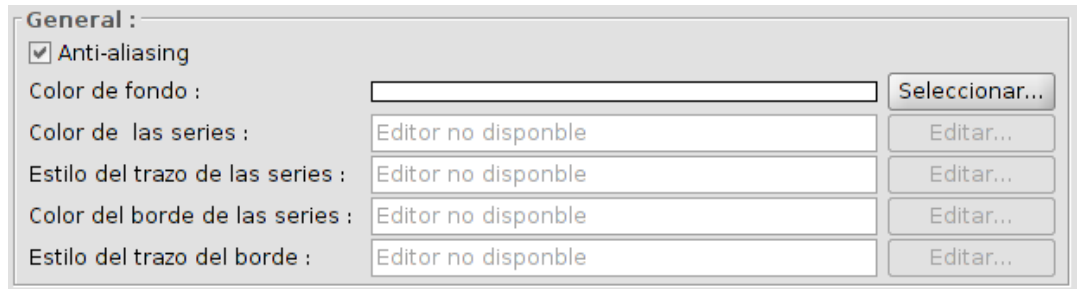 General :
Anti-aliasing
Color de fondo : Seleccionar...
Color de  las series : Editor no disponble Editar...
Estilo del trazo de las series : Editor no disponble Editar...
Color del borde de las series : Editor no disponble Editar...
Estilo del trazo del borde : Editor no disponble Editar...